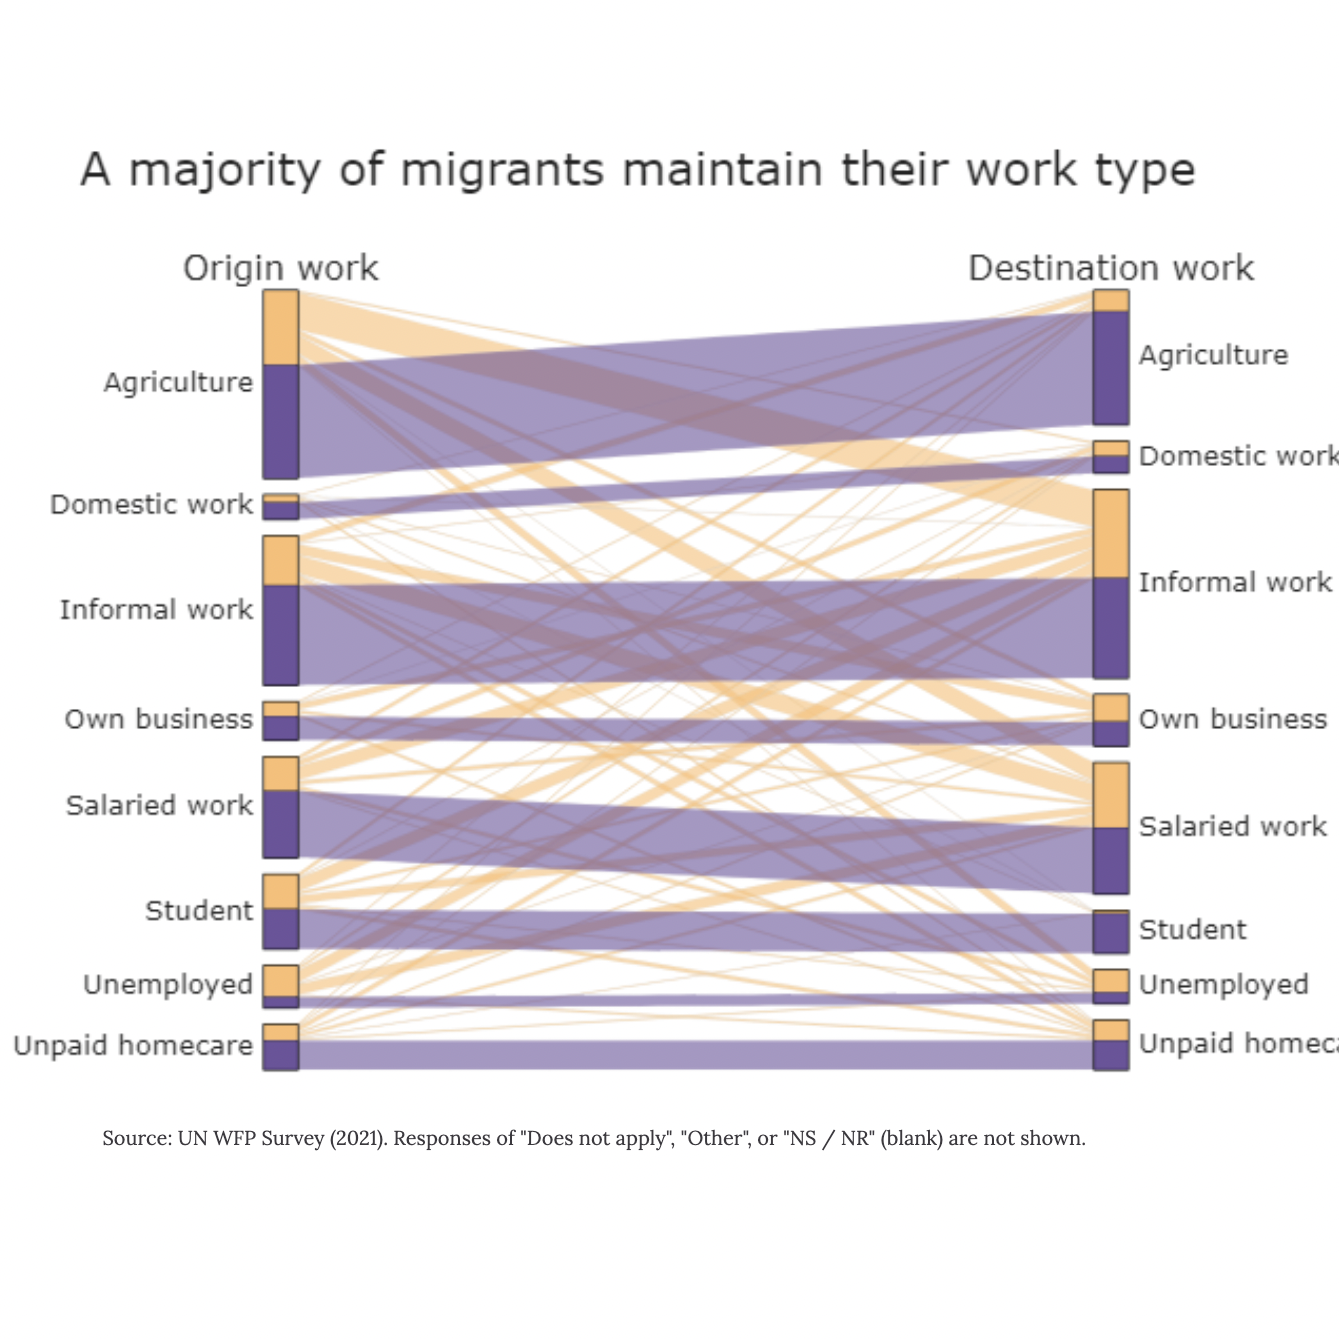 A majority of migrants maintain their work type
Origin work
Destination work
Agriculture
Domestic work
Informal work
Own business
Salaried work
Student
Unemployed
Unpaid homecare
Agriculture
Domestic work
Informal work
Own business
Salaried work
Student
Unemployed
Unpaid homeca
Source: UN WFP Survey (2021). Responses of "Does not apply", "Other", or "NS / NR" (blank) are not shown.